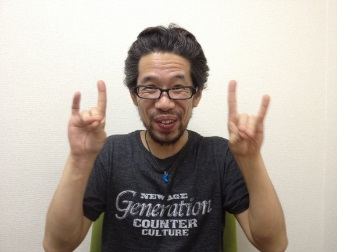 NEW AGE
Generation
COUNTER
CULTURE